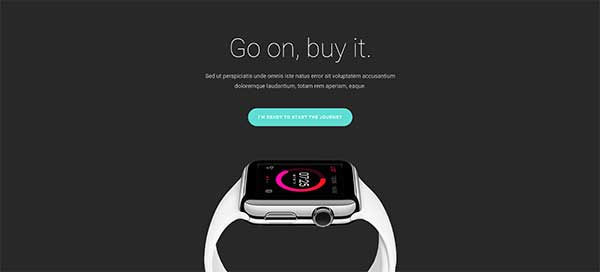 Go on, buy it.
Sed ut perspiciatis unde omnis iste natus error sit voluptatem accusantium
doloremque laudantium, totam rem aperiam, eaque
I'M READY TO START THE JOURNEY
07:25